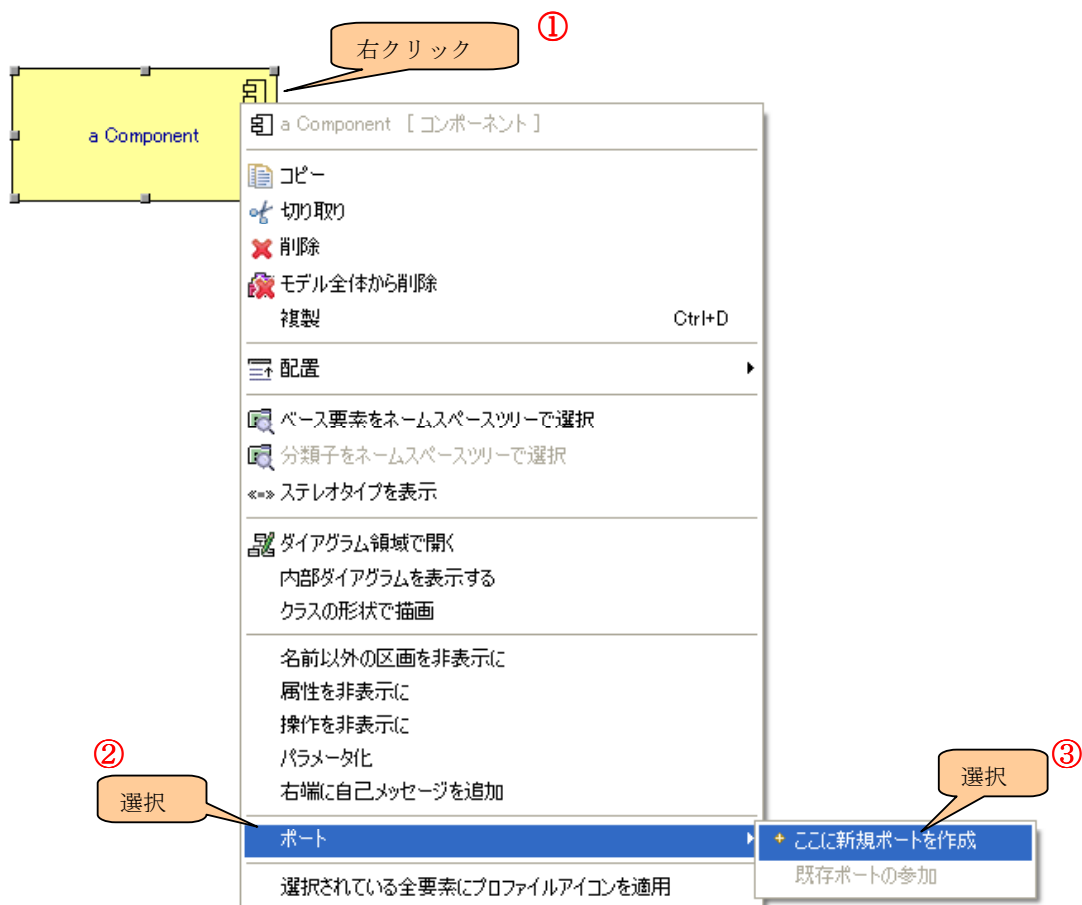 ①
右クリック
a Component
a Component [コンポーネント]
コピー
切り取り
削除
モデル全体から削除
複製 Ctrl+D
配置
ベース要素をネームスペースツリーで選択
分類子をネームスペースツリーで選択
«=» ステレオタイプを表示
ダイアグラム領域で開く
内部ダイアグラムを表示する
クラスの形状で描画
名前以外の区画を非表示に
属性を非表示に
操作を非表示に
パラメータ化
右端に自己メッセージを追加
②
選択
③
選択
ポート
ここに新規ポートを作成
既存ポートの参加
選択されている全要素にプロファイルアイコンを適用